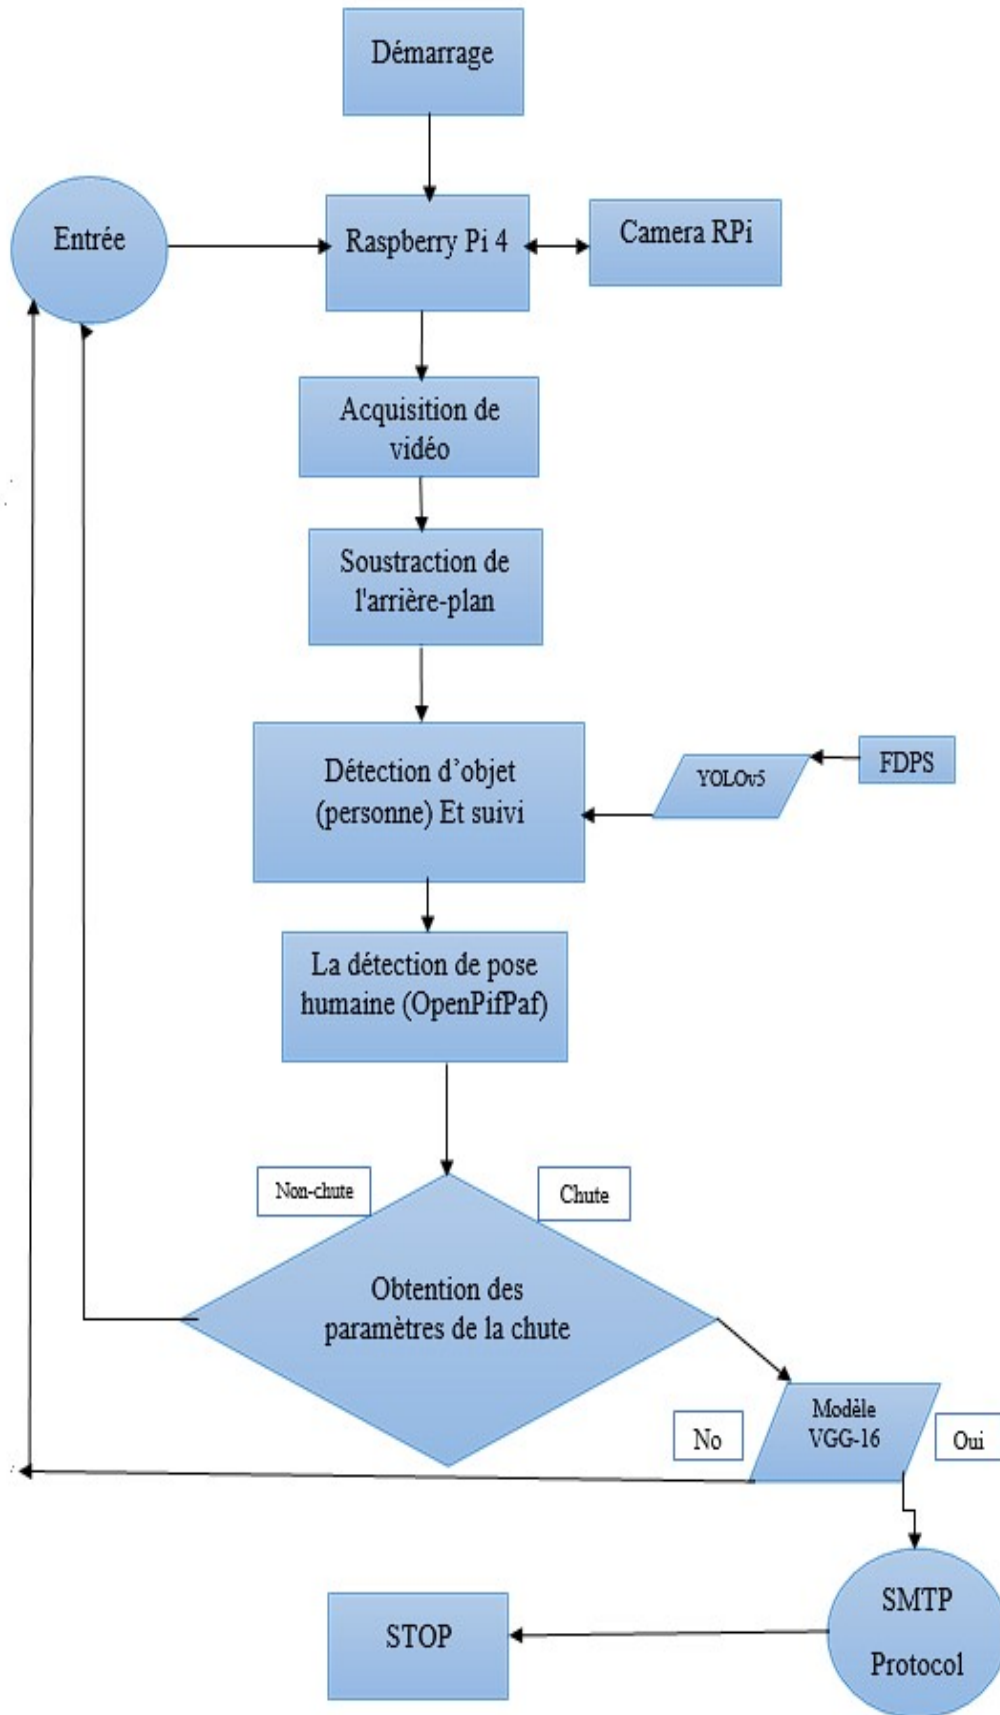 Démarrage
Entrée
Raspberry Pi 4
Camera RPi
Acquisition de
vidéo
Soustraction de
l'arrière-plan
Détection d’objet
(personne) Et suivi
YOLOv5
FDPS
La détection de pose
humaine (OpenPifPaf)
Non-chute
Chute
Obtention des
paramètres de la chute
No
Modèle
VGG-16
Oui
SMTP
Protocol
STOP